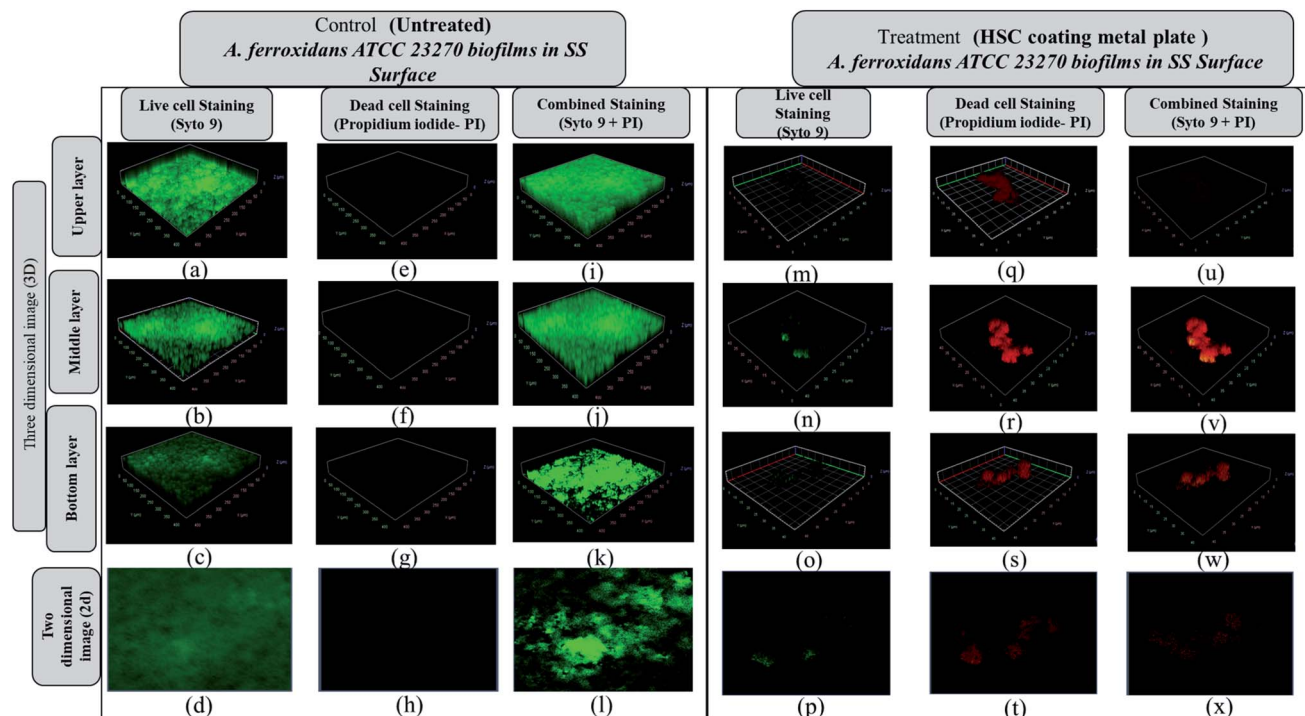 Control (Untreated)
A. ferroxidans ATCC 23270 biofilms in SS
Surface
Treatment (HSC coating metal plate )
A. ferroxidans ATCC 23270 biofilms in SS Surface
Live cell Staining
(Syto 9)
Dead cell Staining
(Propidium iodide- PI)
Combined Staining
(Syto 9 + PI)
Live cell
Staining
(Syto 9)
Dead cell Staining
(Propidium iodide- PI)
Combined Staining
(Syto 9 + PI)
Three dimensional image (3D)
Upper layer
(a)
(e)
(i)
(m)
(q)
(u)
Middle layer
(b)
(f)
(j)
(n)
(r)
(v)
Bottom layer
(c)
(g)
(k)
(o)
(s)
(w)
Two
dimensional
image (2d)
(d)
(h)
(l)
(p)
(t)
(x)